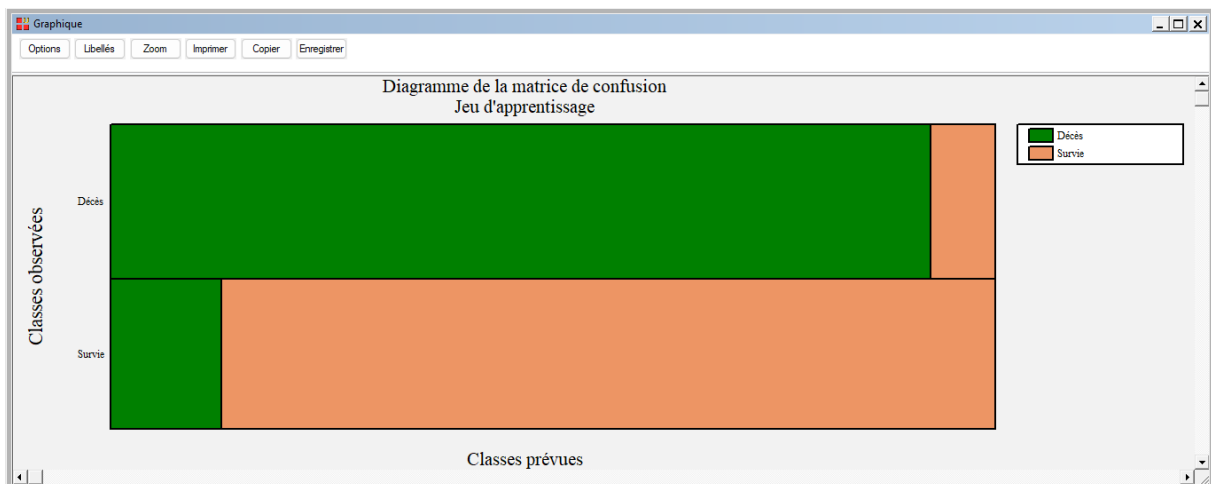 Graphique
Options Libellés Zoom Imprimer Copier Enregistrer
Diagramme de la matrice de confusion
Jeu d'apprentissage
Décès
Survie
Classes observées
Décès
Survie
Classes prévues